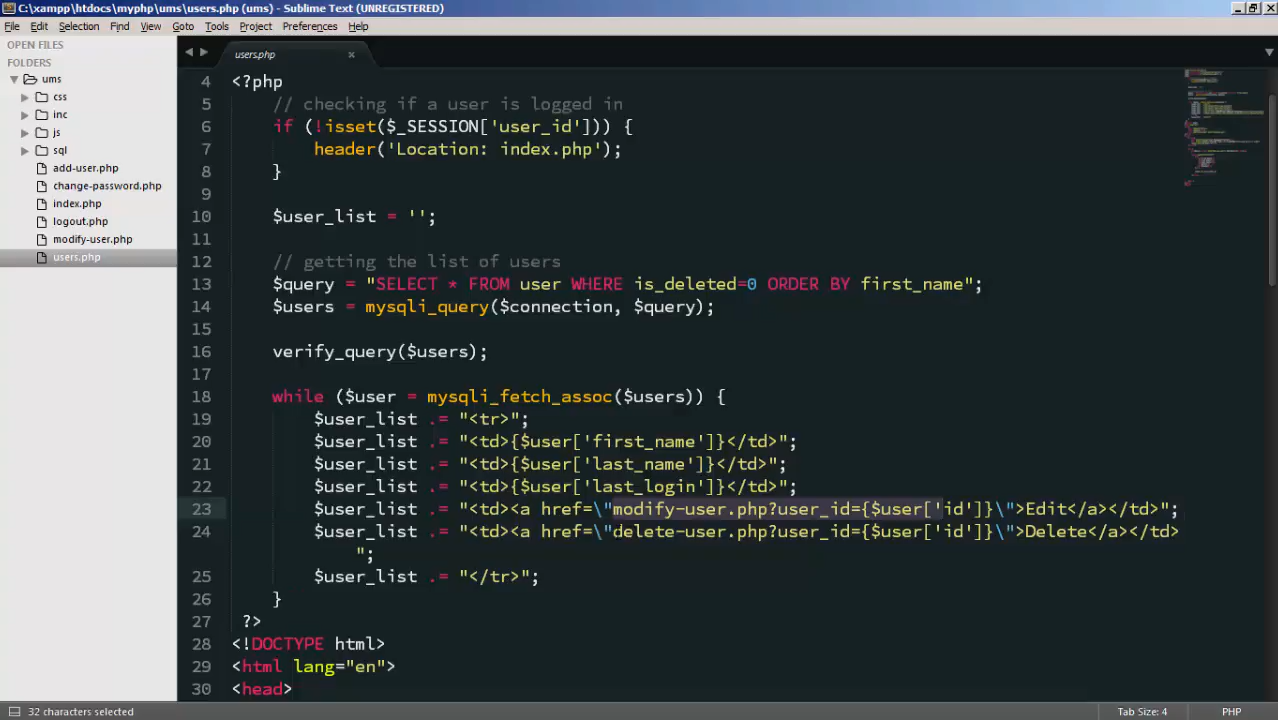 C:\xampp\htdocs\myphp\ums\users.php (ums) - Sublime Text (UNREGISTERED)
File Edit Selection Find View Goto Tools Project Preferences Help
OPEN FILES
FOLDERS
ums
css
inc
js
sql
add-user.php
change-password.php
index.php
logout.php
modify-user.php
users.php
users.php
4 <?php
5 // checking if a user is logged in
6 if (!isset($_SESSION['user_id'])) {
7 header('Location: index.php');
8 }
9
10 $user_list = '';
11
12 // getting the list of users
13 $query = "SELECT * FROM user WHERE is_deleted=0 ORDER BY first_name";
14 $users = mysqli_query($connection, $query);
15
16 verify_query($users);
17
18 while ($user = mysqli_fetch_assoc($users)) {
19 $user_list .= "<tr>";
20 $user_list .= "<td>{$user['first_name']}</td>";
21 $user_list .= "<td>{$user['last_name']}</td>";
22 $user_list .= "<td>{$user['last_login']}</td>";
23 $user_list .= "<td><a href=\"modify-user.php?user_id={$user['id']}\">Edit</a></td>";
24 $user_list .= "<td><a href=\"delete-user.php?user_id={$user['id']}\">Delete</a></td>
";
25 $user_list .= "</tr>";
26 }
27 ?>
28 <!DOCTYPE html>
29 <html lang="en">
30 <head>
32 characters selected
Tab Size: 4
PHP